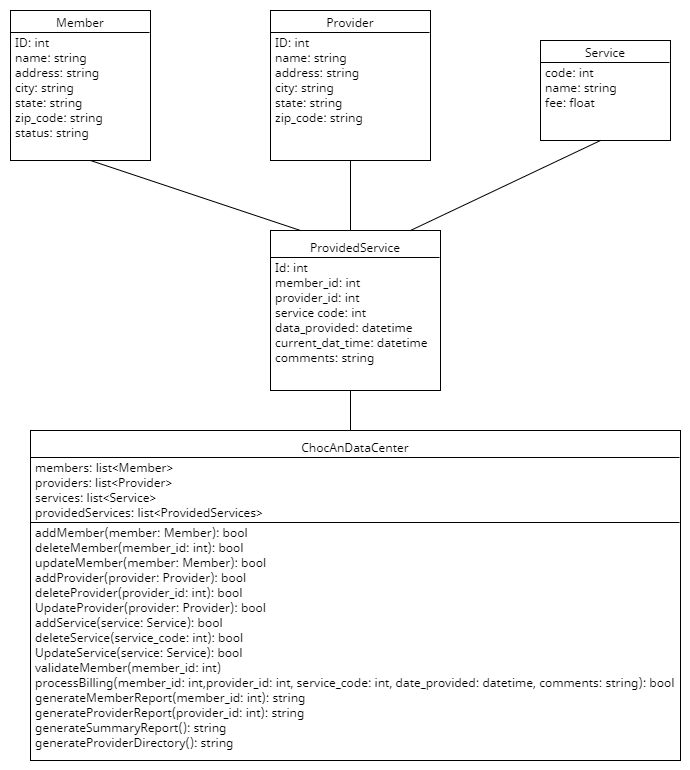 Member
ID: int
name: string
address: string
city: string
state: string
zip_code: string
status: string
Provider
ID: int
name: string
address: string
city: string
state: string
zip_code: string
Service
code: int
name: string
fee: float
ProvidedService
Id: int
member_id: int
provider_id: int
service code: int
data_provided: datetime
current_dat_time: datetime
comments: string
ChocAnDataCenter
members: list<Member>
providers: list<Provider>
services: list<Service>
providedServices: list<ProvidedServices>
addMember(member: Member): bool
deleteMember(member_id: int): bool
updateMember(member: Member): bool
addProvider(provider: Provider): bool
deleteProvider(provider_id: int): bool
UpdateProvider(provider: Provider): bool
addService(service: Service): bool
deleteService(service_code: int): bool
UpdateService(service: Service): bool
validateMember(member_id: int)
processBilling(member_id: int,provider_id: int, service_code: int, date_provided: datetime, comments: string): bool
generateMemberReport(member_id: int): string
generateProviderReport(provider_id: int): string
generateSummaryReport(): string
generateProviderDirectory(): string